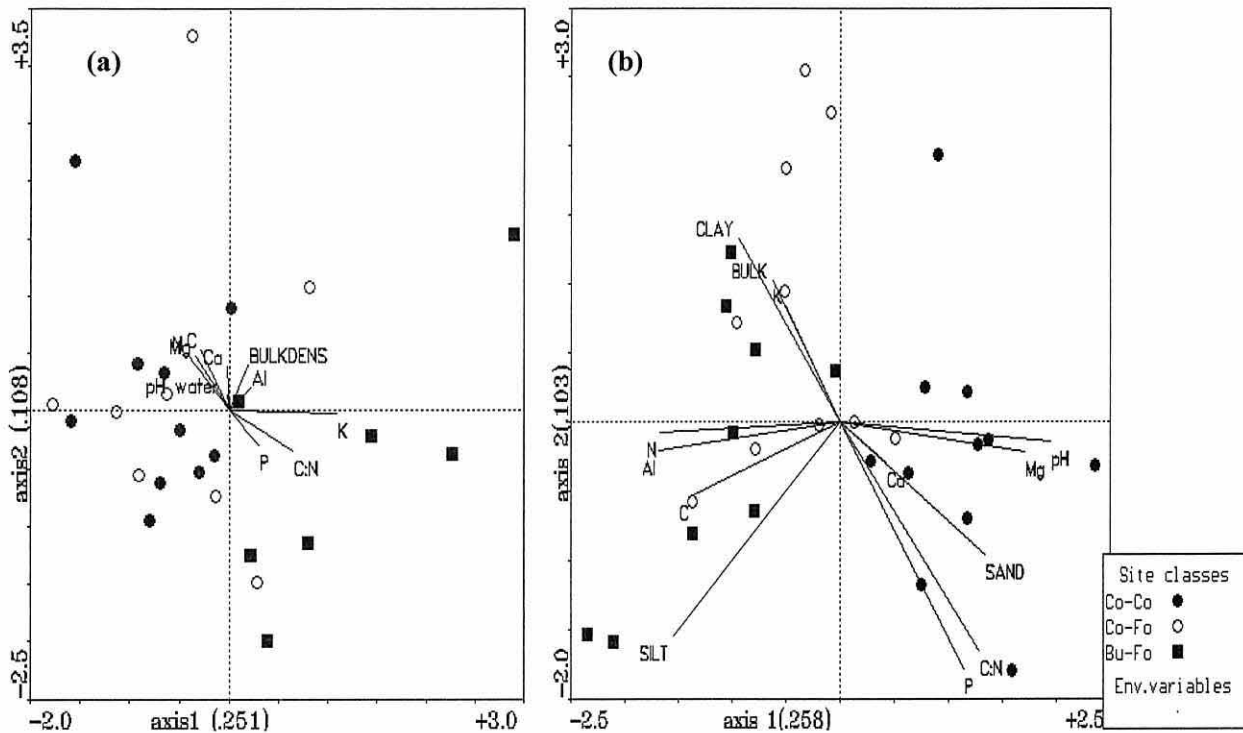 (a)
+3.5
N C
Mg
Ca
BULKDENS
pH water
Al
K
P
C:N
axis2 (.108)
-2.5
-2.0
axis1 (.251)
+3.0
(b)
+3.0
CLAY
BULK
K
N
Al
C
Ca
Mg
pH
SAND
SILT
C:N
P
axis 2(.103)
-2.0
-2.5
axis 1(.258)
+2.5
Site classes
Co-Co
Co-Fo
Bu-Fo
Env.variables